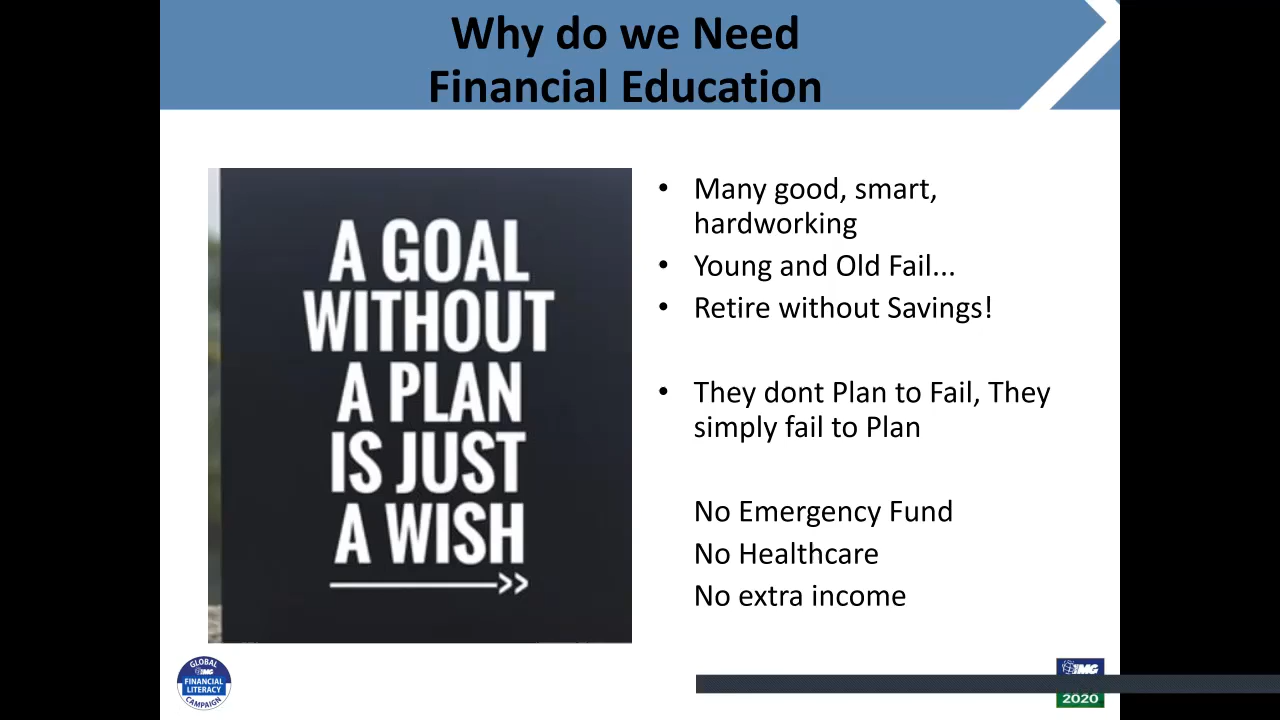 Why do we Need
Financial Education
A GOAL
WITHOUT
A PLAN
IS JUST
A WISH
• Many good, smart,
hardworking
• Young and Old Fail...
• Retire without Savings!
• They dont Plan to Fail, They
simply fail to Plan
No Emergency Fund
No Healthcare
No extra income
GLOBAL
IMG
FINANCIAL
LITERACY
CAMPAIGN
IMG
2020